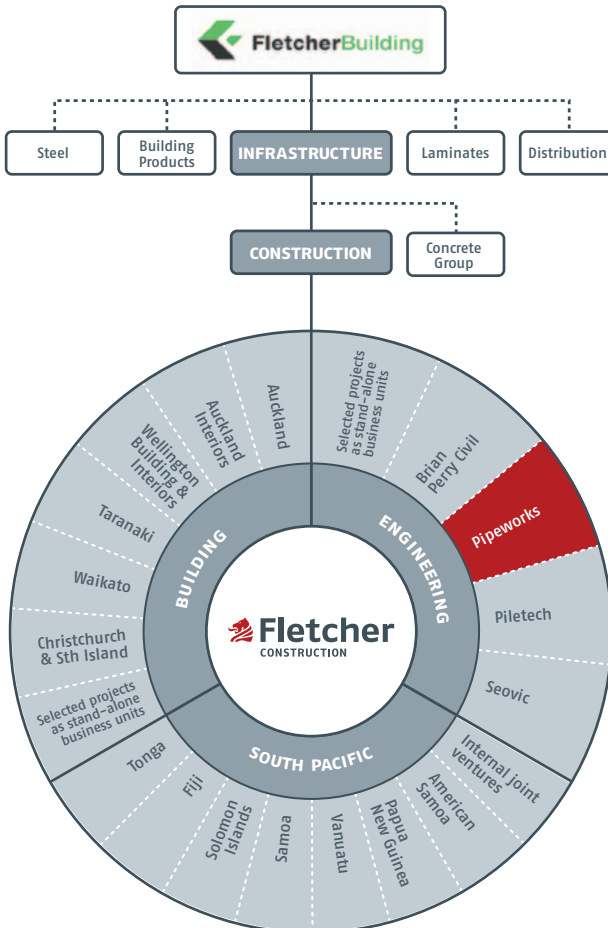 FletcherBuilding
Steel
Building
Products
INFRASTRUCTURE
Laminates
Distribution
CONSTRUCTION
Concrete
Group
Selected projects
as stand-alone
business units
Brian
Perry Civil
Pipeworks
Piletech
Seovic
ENGINEERING
Auckland
Auckland
Interiors
Wellington
Building &
Interiors
Taranaki
Waikato
Christchurch
& Sth Island
Selected projects
as stand-alone
business units
BUILDING
Fletcher
CONSTRUCTION
SOUTH PACIFIC
Tonga
Fiji
Solomon
Islands
Samoa
Vanuatu
Papua
New Guinea
American
Samoa
Internal joint
ventures